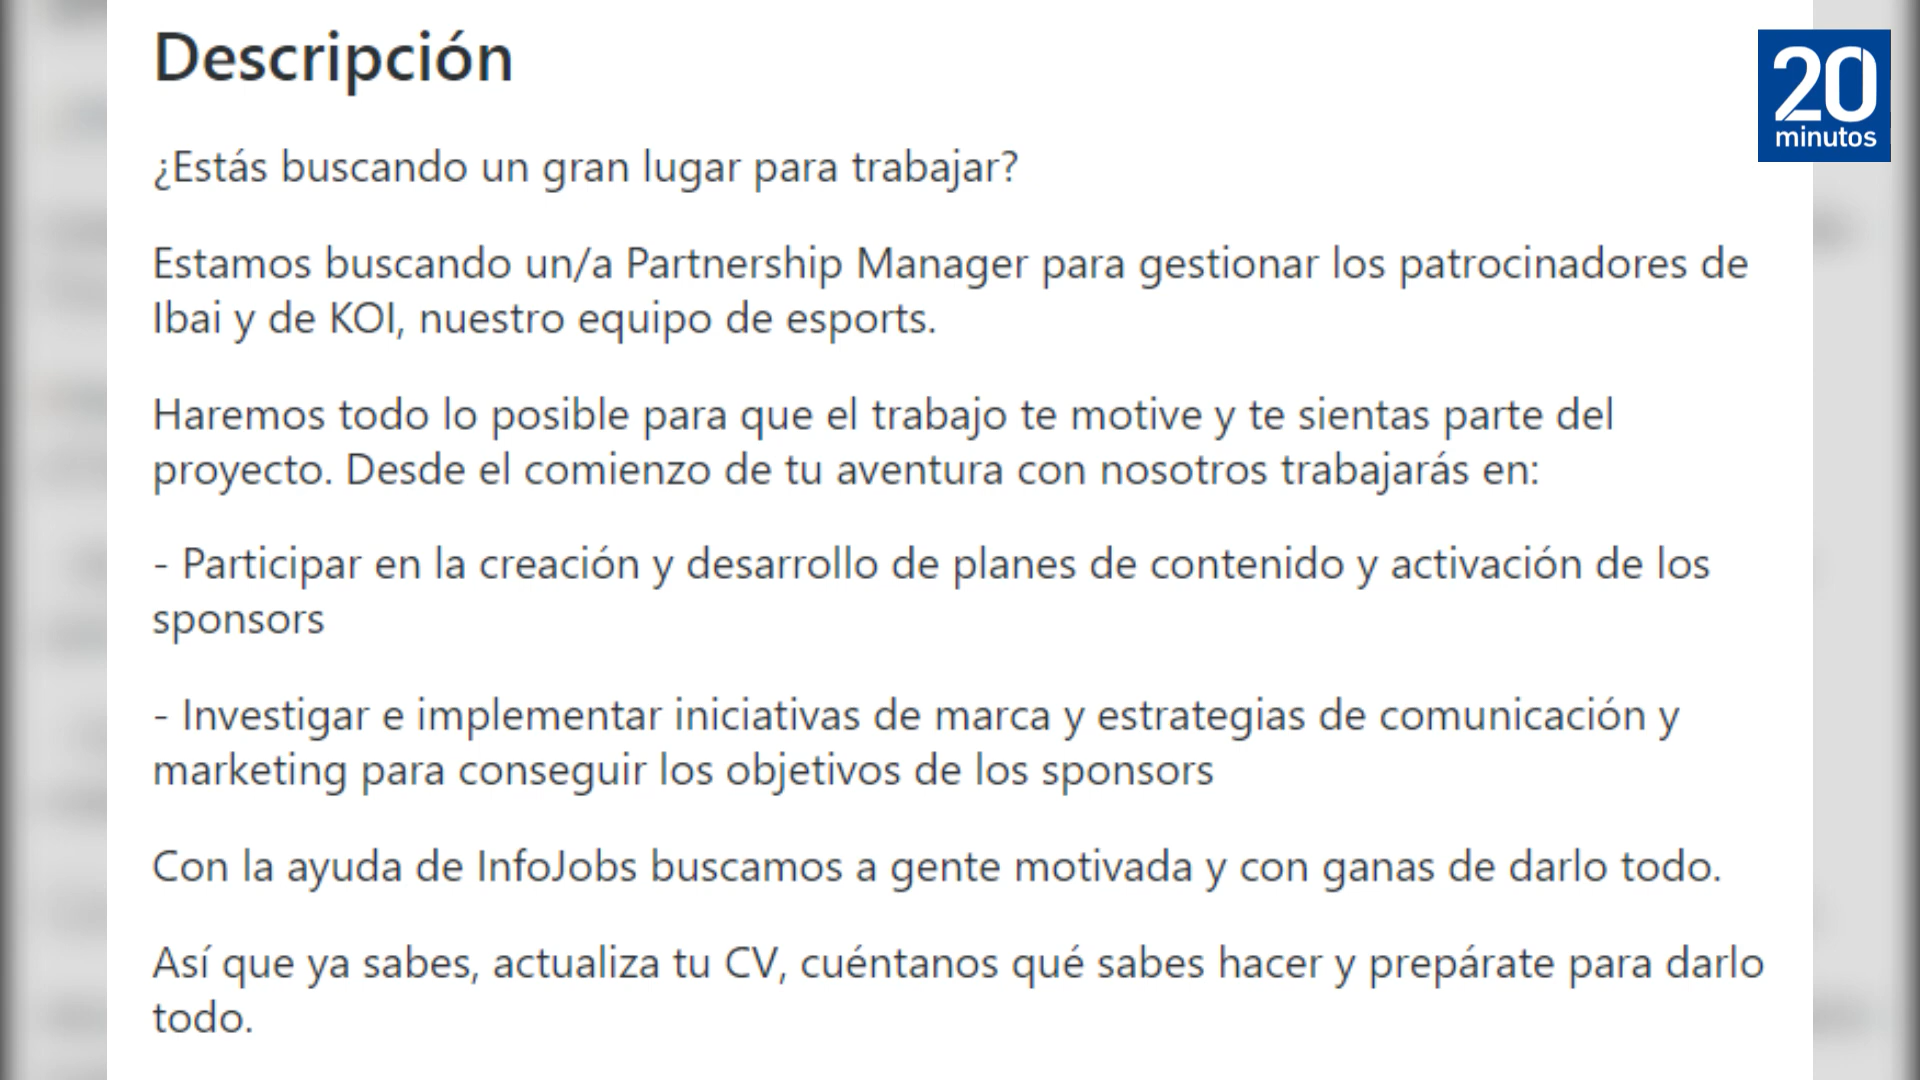 Descripción
20
minutos
¿Estás buscando un gran lugar para trabajar?
Estamos buscando un/a Partnership Manager para gestionar los patrocinadores de
Ibai y de KOI, nuestro equipo de esports.
Haremos todo lo posible para que el trabajo te motive y te sientas parte del
proyecto. Desde el comienzo de tu aventura con nosotros trabajarás en:
- Participar en la creación y desarrollo de planes de contenido y activación de los
sponsors
- Investigar e implementar iniciativas de marca y estrategias de comunicación y
marketing para conseguir los objetivos de los sponsors
Con la ayuda de InfoJobs buscamos a gente motivada y con ganas de darlo todo.
Así que ya sabes, actualiza tu CV, cuéntanos qué sabes hacer y prepárate para darlo
todo.